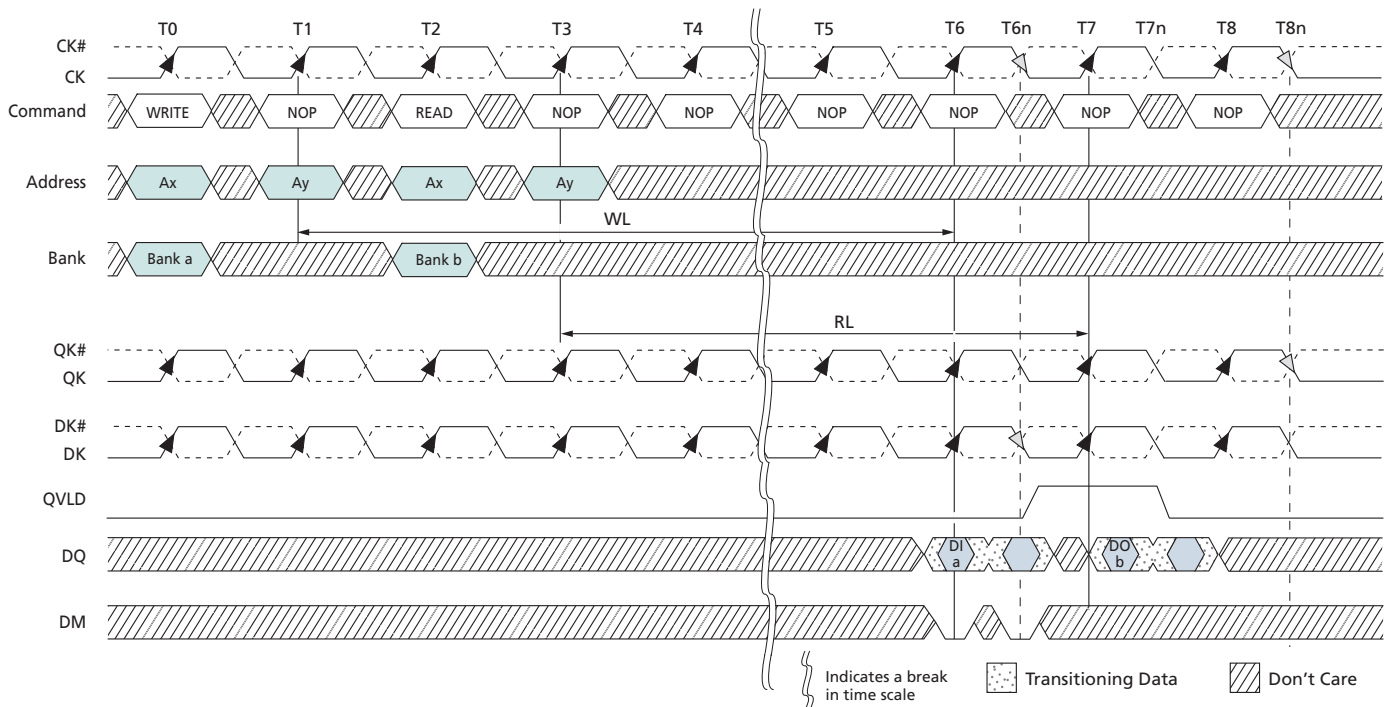 T0 T1 T2 T3 T4 T5 T6 T6n T7 T7n T8 T8n
CK#
CK
Command WRITE NOP READ NOP NOP NOP NOP NOP NOP
Address Ax Ay Ax Ay
WL
Bank Bank a Bank b
RL
QK#
QK
DK#
DK
QVLD
DQ DI a DO b
DM
Indicates a break
in time scale
Transitioning Data
Don't Care